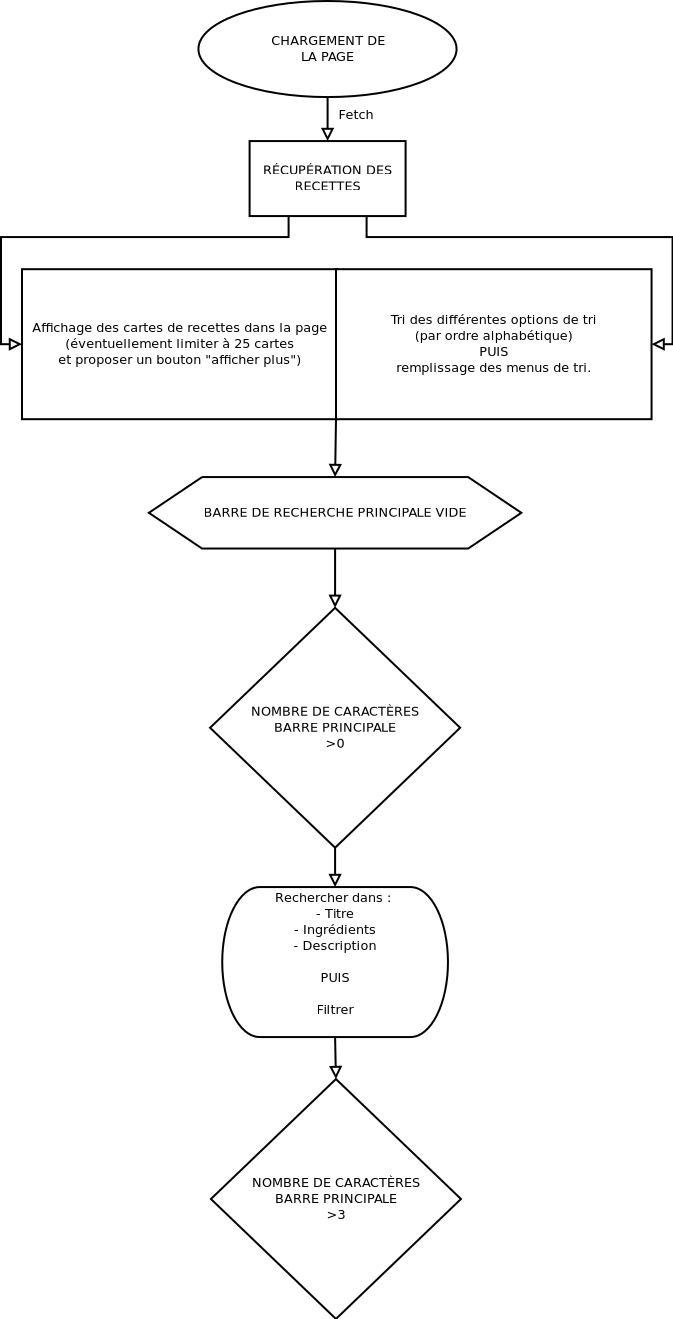 CHARGEMENT DE
LA PAGE
Fetch
RÉCUPÉRATION DES
RECETTES
Affichage des cartes de recettes dans la page
(éventuellement limiter à 25 cartes
et proposer un bouton "afficher plus")
Tri des différentes options de tri
(par ordre alphabétique)
PUIS
remplissage des menus de tri.
BARRE DE RECHERCHE PRINCIPALE VIDE
NOMBRE DE CARACTÈRES
BARRE PRINCIPALE
>0
Rechercher dans :
- Titre
- Ingrédients
- Description
PUIS
Filtrer
NOMBRE DE CARACTÈRES
BARRE PRINCIPALE
>3